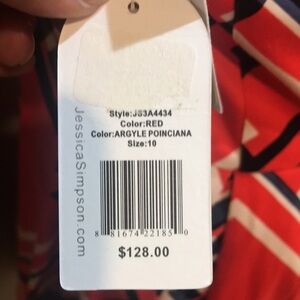 Style:JS3A4434
Color:RED
Color:ARGYLE POINCIANA
Size:10
8 81674 22185 0
$128.00
JessicaSimpson.com